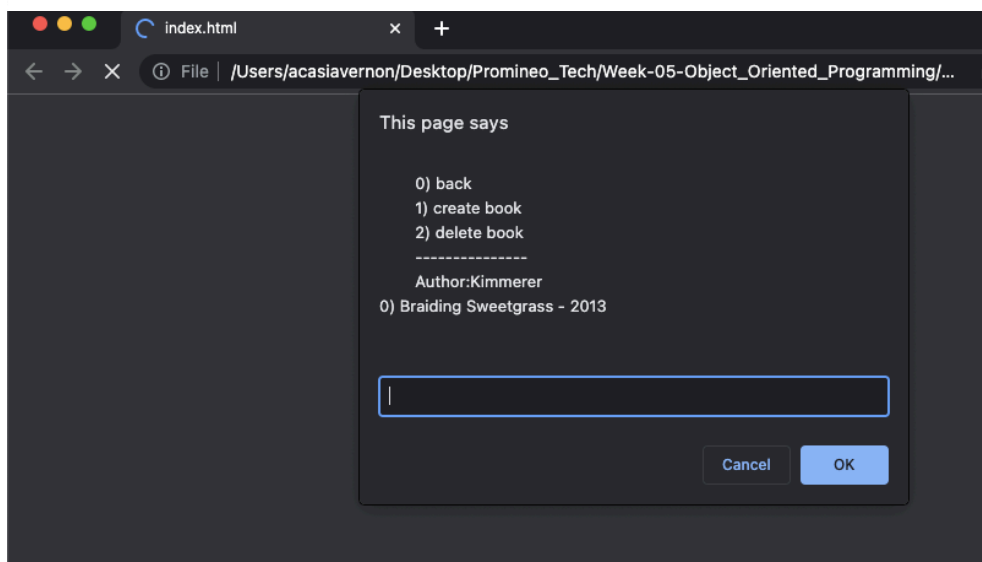 index.html
File /Users/acasiavernon/Desktop/Promineo_Tech/Week-05-Object_Oriented_Programming/...
This page says
0) back
1) create book
2) delete book
---------------
Author:Kimmerer
0) Braiding Sweetgrass - 2013
Cancel OK